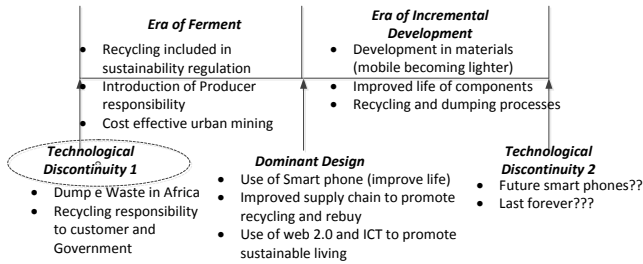 Era of Ferment
• Recycling included in
sustainability regulation
• Introduction of Producer
responsibility
• Cost effective urban mining
Era of Incremental
Development
• Development in materials
(mobile becoming lighter)
• Improved life of components
• Recycling and dumping processes
Technological
Discontinuity 1
• Dump e Waste in Africa
• Recycling responsibility
to customer and
Government
Dominant Design
• Use of Smart phone (improve life)
• Improved supply chain to promote
recycling and rebuy
• Use of web 2.0 and ICT to promote
sustainable living
Technological
Discontinuity 2
• Future smart phones??
• Last forever???